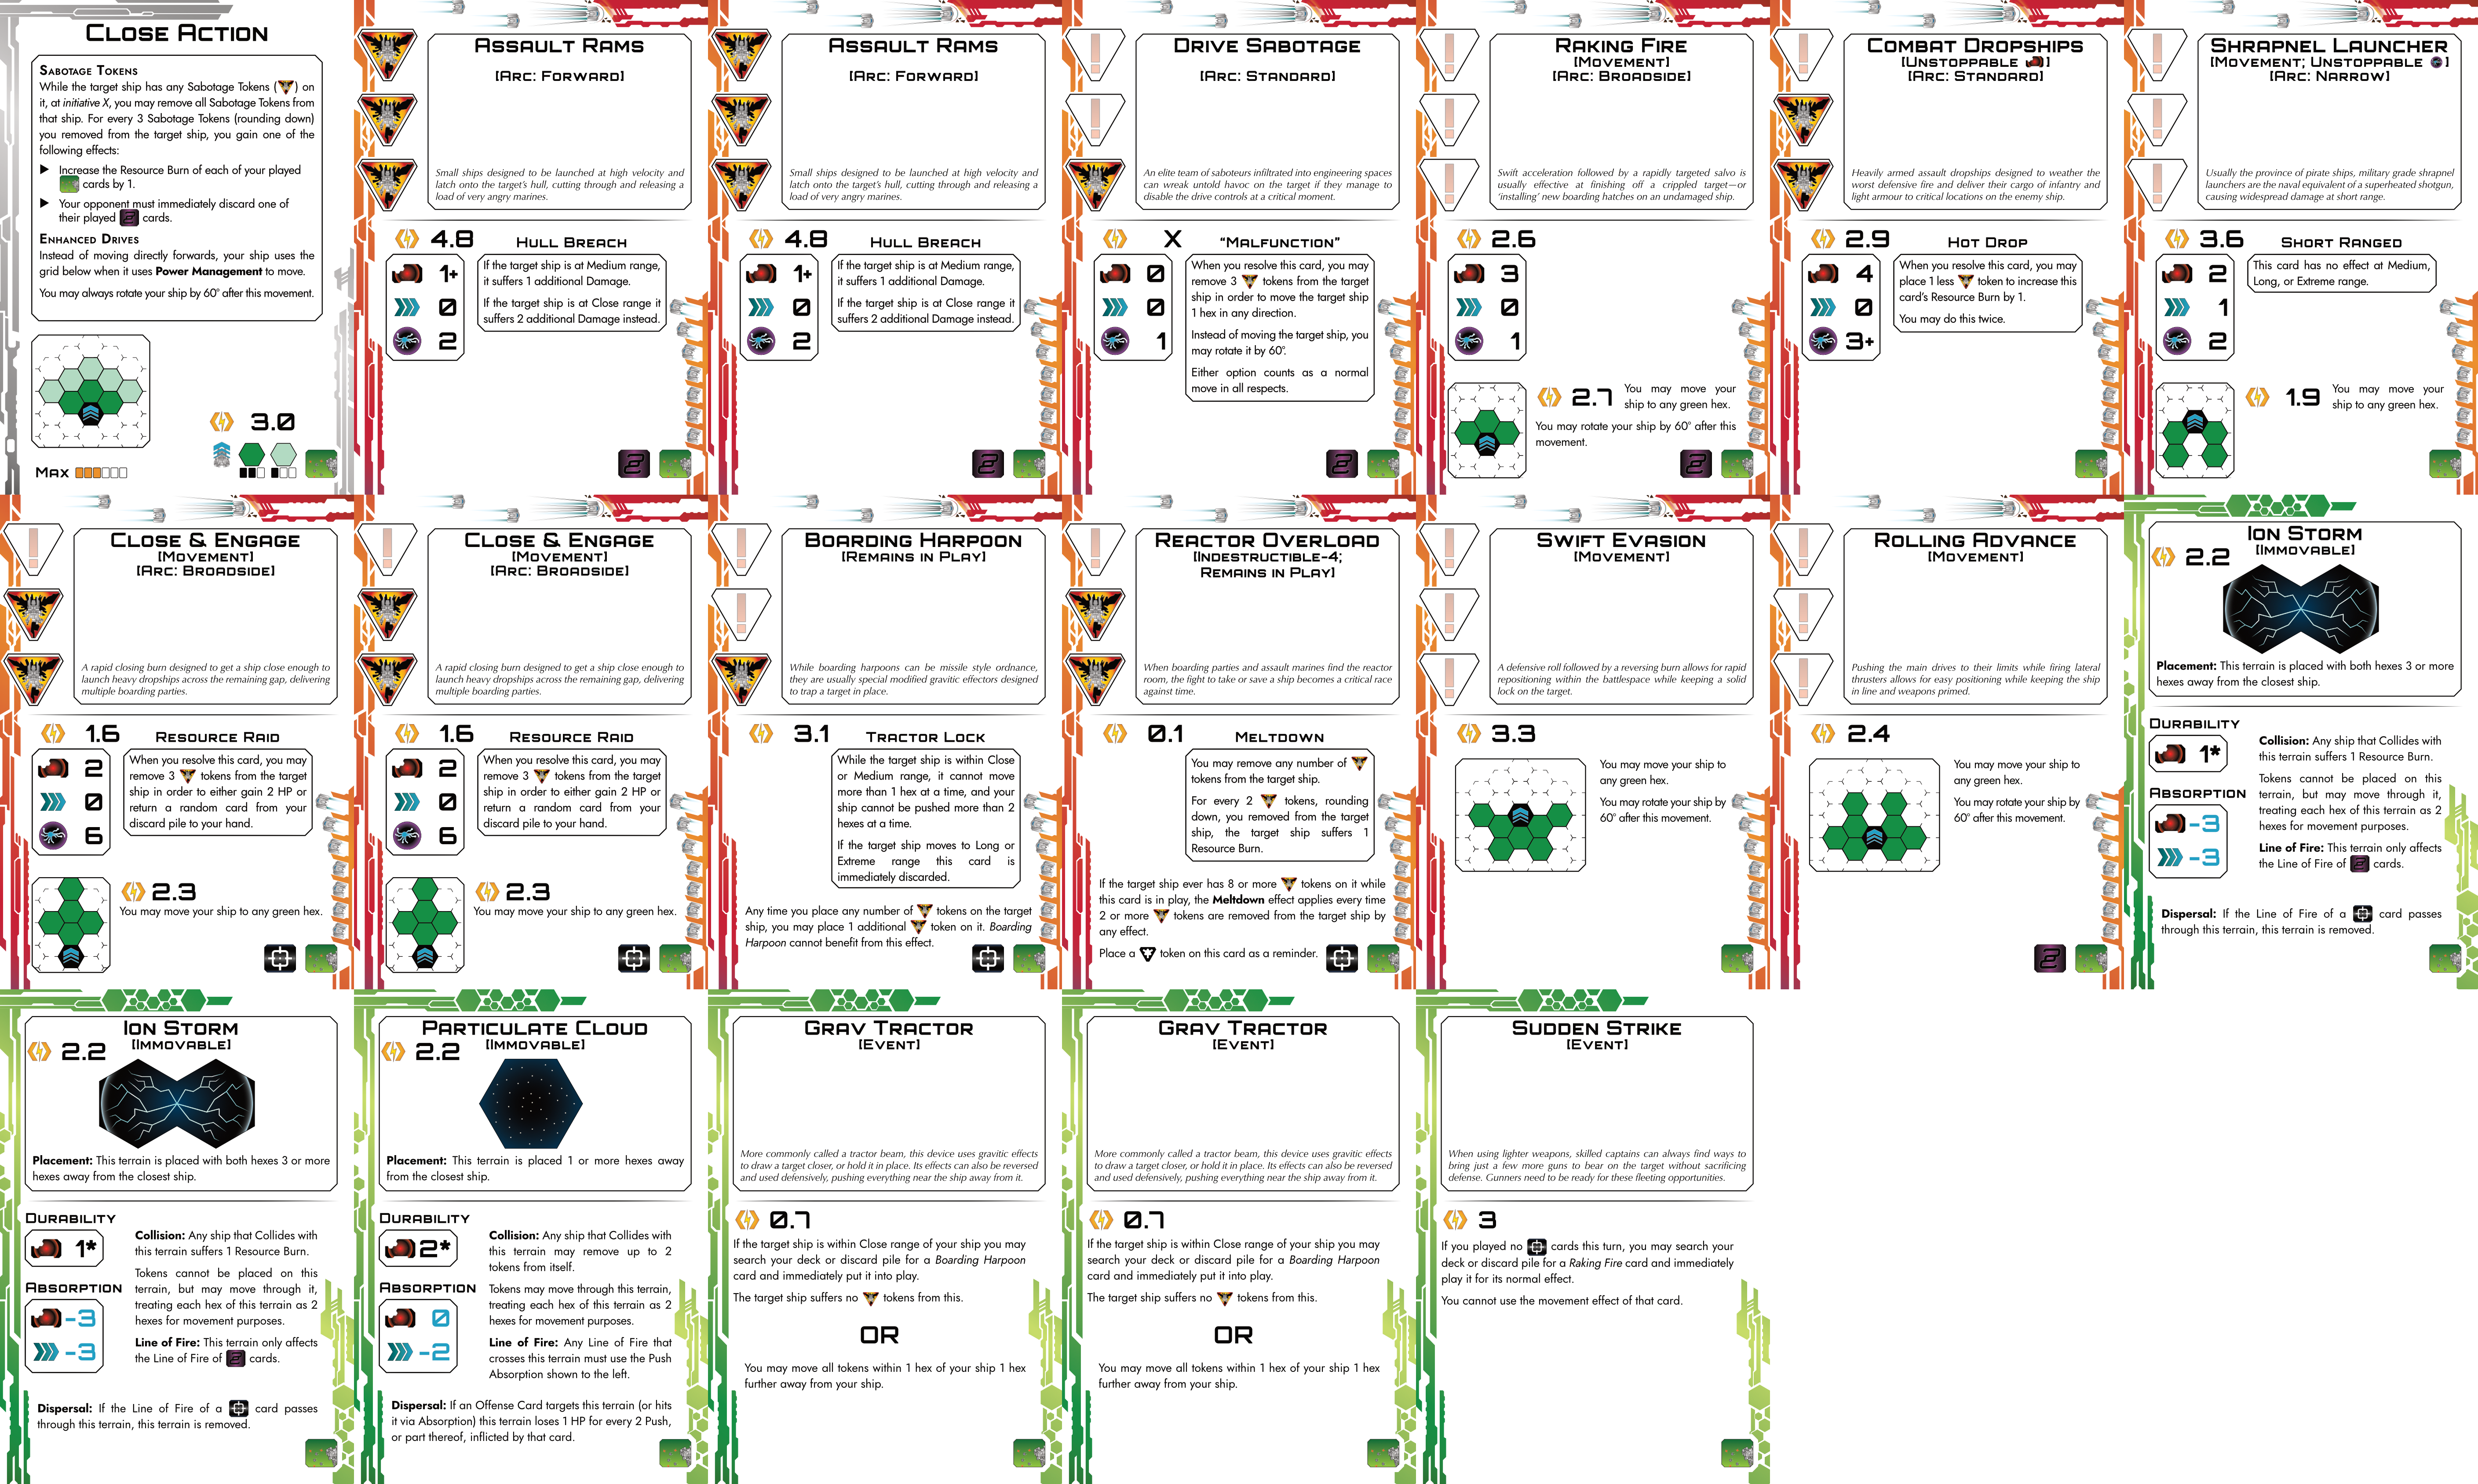 Close Action
Sabotage Tokens
While the target ship has any Sabotage Tokens ( ) on
it, at initiative X, you may remove all Sabotage Tokens from
that ship. For every 3 Sabotage Tokens (rounding down)
you removed from the target ship, you gain one of the
following effects:
Increase the Resource Burn of each of your played
cards by 1.
Your opponent must immediately discard one of
their played cards.
Enhanced Drives
Instead of moving directly forwards, your ship uses the
grid below when it uses Power Management to move.
You may always rotate your ship by 60° after this movement.
3.0
Max
Assault Rams
[Arc: Forward]
Small ships designed to be launched at high velocity and
latch onto the target's hull, cutting through and releasing a
load of very angry marines.
4.8
Hull Breach
1+
0
2
If the target ship is at Medium range,
it suffers 1 additional Damage.
If the target ship is at Close range it
suffers 2 additional Damage instead.
Assault Rams
[Arc: Forward]
Small ships designed to be launched at high velocity and
latch onto the target's hull, cutting through and releasing a
load of very angry marines.
4.8
Hull Breach
1+
0
2
If the target ship is at Medium range,
it suffers 1 additional Damage.
If the target ship is at Close range it
suffers 2 additional Damage instead.
Drive Sabotage
[Arc: Standard]
An elite team of saboteurs infiltrated into engineering spaces
can wreak untold havoc on the target if they manage to
disable the drive controls at a critical moment.
X
"Malfunction"
0
0
1
When you resolve this card, you may
remove 3 tokens from the target
ship in order to move the target ship
1 hex in any direction.
Instead of moving the target ship, you
may rotate it by 60°.
Either option counts as a normal
move in all respects.
Raking Fire
[Movement]
[Arc: Broadside]
Swift acceleration followed by a rapidly targeted salvo is
usually effective at finishing off a crippled target—or
'installing' new boarding hatches on an undamaged ship.
2.6
3
0
1
2.7
You may move your
ship to any green hex.
You may rotate your ship by 60° after this
movement.
Combat Dropships
[Unstoppable ]
[Arc: Standard]
Heavily armed assault dropships designed to weather the
worst defensive fire and deliver their cargo of infantry and
light armour to critical locations on the enemy ship.
2.9
Hot Drop
4
0
3+
When you resolve this card, you may
place 1 less token to increase this
card's Resource Burn by 1.
You may do this twice.
Shrapnel Launcher
[Movement; Unstoppable ]
[Arc: Narrow]
Usually the province of pirate ships, military grade shrapnel
launchers are the naval equivalent of a superheated shotgun,
causing widespread damage at short range.
3.6
Short Ranged
2
1
2
This card has no effect at Medium,
Long, or Extreme range.
1.9
You may move your
ship to any green hex.
Close & Engage
[Movement]
[Arc: Broadside]
A rapid closing burn designed to get a ship close enough to
launch heavy dropships across the remaining gap, delivering
multiple boarding parties.
1.6
Resource Raid
2
0
6
When you resolve this card, you may
remove 3 tokens from the target
ship in order to either gain 2 HP or
return a random card from your
discard pile to your hand.
2.3
You may move your ship to any green hex.
Close & Engage
[Movement]
[Arc: Broadside]
A rapid closing burn designed to get a ship close enough to
launch heavy dropships across the remaining gap, delivering
multiple boarding parties.
1.6
Resource Raid
2
0
6
When you resolve this card, you may
remove 3 tokens from the target
ship in order to either gain 2 HP or
return a random card from your
discard pile to your hand.
2.3
You may move your ship to any green hex.
Boarding Harpoon
[Remains in Play]
While boarding harpoons can be missile style ordnance,
they are usually special modified gravitic effectors designed
to trap a target in place.
3.1
Tractor Lock
While the target ship is within Close
or Medium range, it cannot move
more than 1 hex at a time, and your
ship cannot be pushed more than 2
hexes at a time.
If the target ship moves to Long or
Extreme range this card is
immediately discarded.
Any time you place any number of tokens on the target
ship, you may place 1 additional token on it. Boarding
Harpoon cannot benefit from this effect.
Reactor Overload
[Indestructible-4;
Remains in Play]
When boarding parties and assault marines find the reactor
room, the fight to take or save a ship becomes a critical race
against time.
0.1
Meltdown
You may remove any number of
tokens from the target ship.
For every 2 tokens, rounding
down, you removed from the target
ship, the target ship suffers 1
Resource Burn.
If the target ship ever has 8 or more tokens on it while
this card is in play, the Meltdown effect applies every time
2 or more tokens are removed from the target ship by
any effect.
Place a token on this card as a reminder.
Swift Evasion
[Movement]
A defensive roll followed by a reversing burn allows for rapid
repositioning within the battlespace while keeping a solid
lock on the target.
3.3
You may move your ship to
any green hex.
You may rotate your ship by
60° after this movement.
Rolling Advance
[Movement]
Pushing the main drives to their limits while firing lateral
thrusters allows for easy positioning while keeping the ship
in line and weapons primed.
2.4
You may move your ship to
any green hex.
You may rotate your ship by
60° after this movement.
Ion Storm
[Immovable]
2.2
Placement: This terrain is placed with both hexes 3 or more
hexes away from the closest ship.
Durability
1*
Absorption
-3
-3
Collision: Any ship that Collides with
this terrain suffers 1 Resource Burn.
Tokens cannot be placed on this
terrain, but may move through it,
treating each hex of this terrain as 2
hexes for movement purposes.
Line of Fire: This terrain only affects
the Line of Fire of cards.
Dispersal: If the Line of Fire of a card passes
through this terrain, this terrain is removed.
Ion Storm
[Immovable]
2.2
Placement: This terrain is placed with both hexes 3 or more
hexes away from the closest ship.
Durability
1*
Absorption
-3
-3
Collision: Any ship that Collides with
this terrain suffers 1 Resource Burn.
Tokens cannot be placed on this
terrain, but may move through it,
treating each hex of this terrain as 2
hexes for movement purposes.
Line of Fire: This terrain only affects
the Line of Fire of cards.
Dispersal: If the Line of Fire of a card passes
through this terrain, this terrain is removed.
Particulate Cloud
[Immovable]
2.2
Placement: This terrain is placed 1 or more hexes away
from the closest ship.
Durability
2*
Absorption
0
-2
Collision: Any ship that Collides with
this terrain may remove up to 2
tokens from itself.
Tokens may move through this terrain,
treating each hex of this terrain as 2
hexes for movement purposes.
Line of Fire: Any Line of Fire that
crosses this terrain must use the Push
Absorption shown to the left.
Dispersal: If an Offense Card targets this terrain (or hits
it via Absorption) this terrain loses 1 HP for every 2 Push,
or part thereof, inflicted by that card.
Grav Tractor
[Event]
More commonly called a tractor beam, this device uses gravitic effects
to draw a target closer, or hold it in place. Its effects can also be reversed
and used defensively, pushing everything near the ship away from it.
0.7
If the target ship is within Close range of your ship you may
search your deck or discard pile for a Boarding Harpoon
card and immediately put it into play.
The target ship suffers no tokens from this.
OR
You may move all tokens within 1 hex of your ship 1 hex
further away from your ship.
Grav Tractor
[Event]
More commonly called a tractor beam, this device uses gravitic effects
to draw a target closer, or hold it in place. Its effects can also be reversed
and used defensively, pushing everything near the ship away from it.
0.7
If the target ship is within Close range of your ship you may
search your deck or discard pile for a Boarding Harpoon
card and immediately put it into play.
The target ship suffers no tokens from this.
OR
You may move all tokens within 1 hex of your ship 1 hex
further away from your ship.
Sudden Strike
[Event]
When using lighter weapons, skilled captains can always find ways to
bring just a few more guns to bear on the target without sacrificing
defense. Gunners need to be ready for these fleeting opportunities.
3
If you played no cards this turn, you may search your
deck or discard pile for a Raking Fire card and immediately
play it for its normal effect.
You cannot use the movement effect of that card.